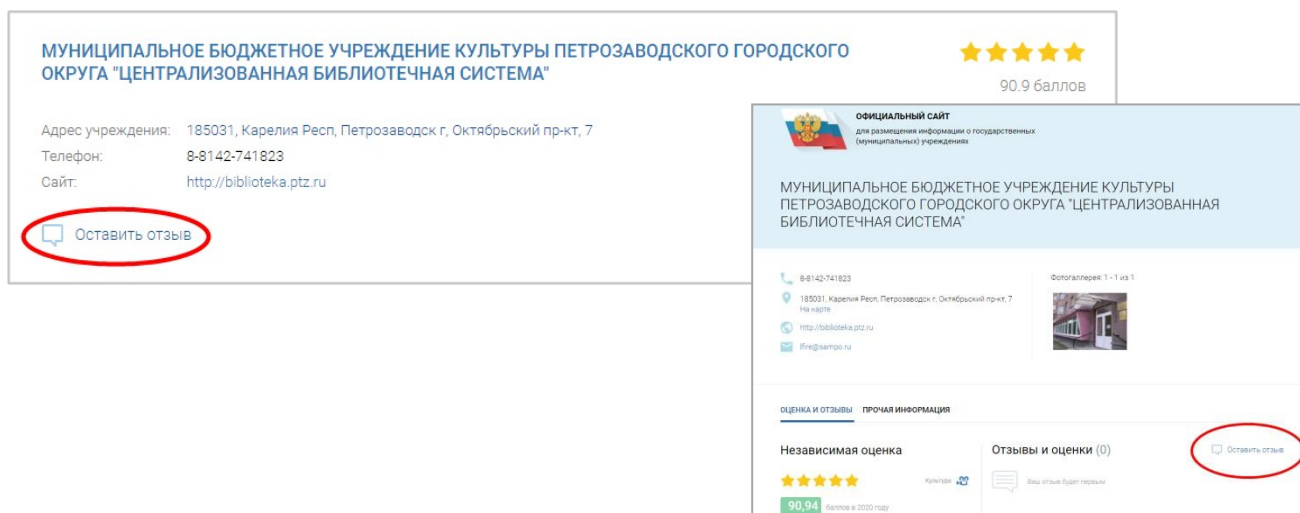 МУНИЦИПАЛЬНОЕ БЮДЖЕТНОЕ УЧРЕЖДЕНИЕ КУЛЬТУРЫ ПЕТРОЗАВОДСКОГО ГОРОДСКОГО
ОКРУГА "ЦЕНТРАЛИЗОВАННАЯ БИБЛИОТЕЧНАЯ СИСТЕМА"
90.9 баллов
Адрес учреждения: 185031, Карелия Респ, Петрозаводск г, Октябрьский пр-кт, 7
Телефон: 8-8142-741823
Сайт: http://biblioteka.ptz.ru
Оставить отзыв
ОФИЦИАЛЬНЫЙ САЙТ
для размещения информации о государственных
(муниципальных) учреждениях
МУНИЦИПАЛЬНОЕ БЮДЖЕТНОЕ УЧРЕЖДЕНИЕ КУЛЬТУРЫ
ПЕТРОЗАВОДСКОГО ГОРОДСКОГО ОКРУГА "ЦЕНТРАЛИЗОВАННАЯ
БИБЛИОТЕЧНАЯ СИСТЕМА"
8-8142-741823
185031, Карелия Респ, Петрозаводск г, Октябрьский пр-кт, 7
На карте
http://biblioteka.ptz.ru
lfire@sampo.ru
Фотогаллерея: 1 - 1 из 1
ОЦЕНКА И ОТЗЫВЫ ПРОЧАЯ ИНФОРМАЦИЯ
Независимая оценка
Культура
90,94 баллов в 2020 году
Отзывы и оценки (0)
Оставить отзыв
Ваш отзыв будет первым